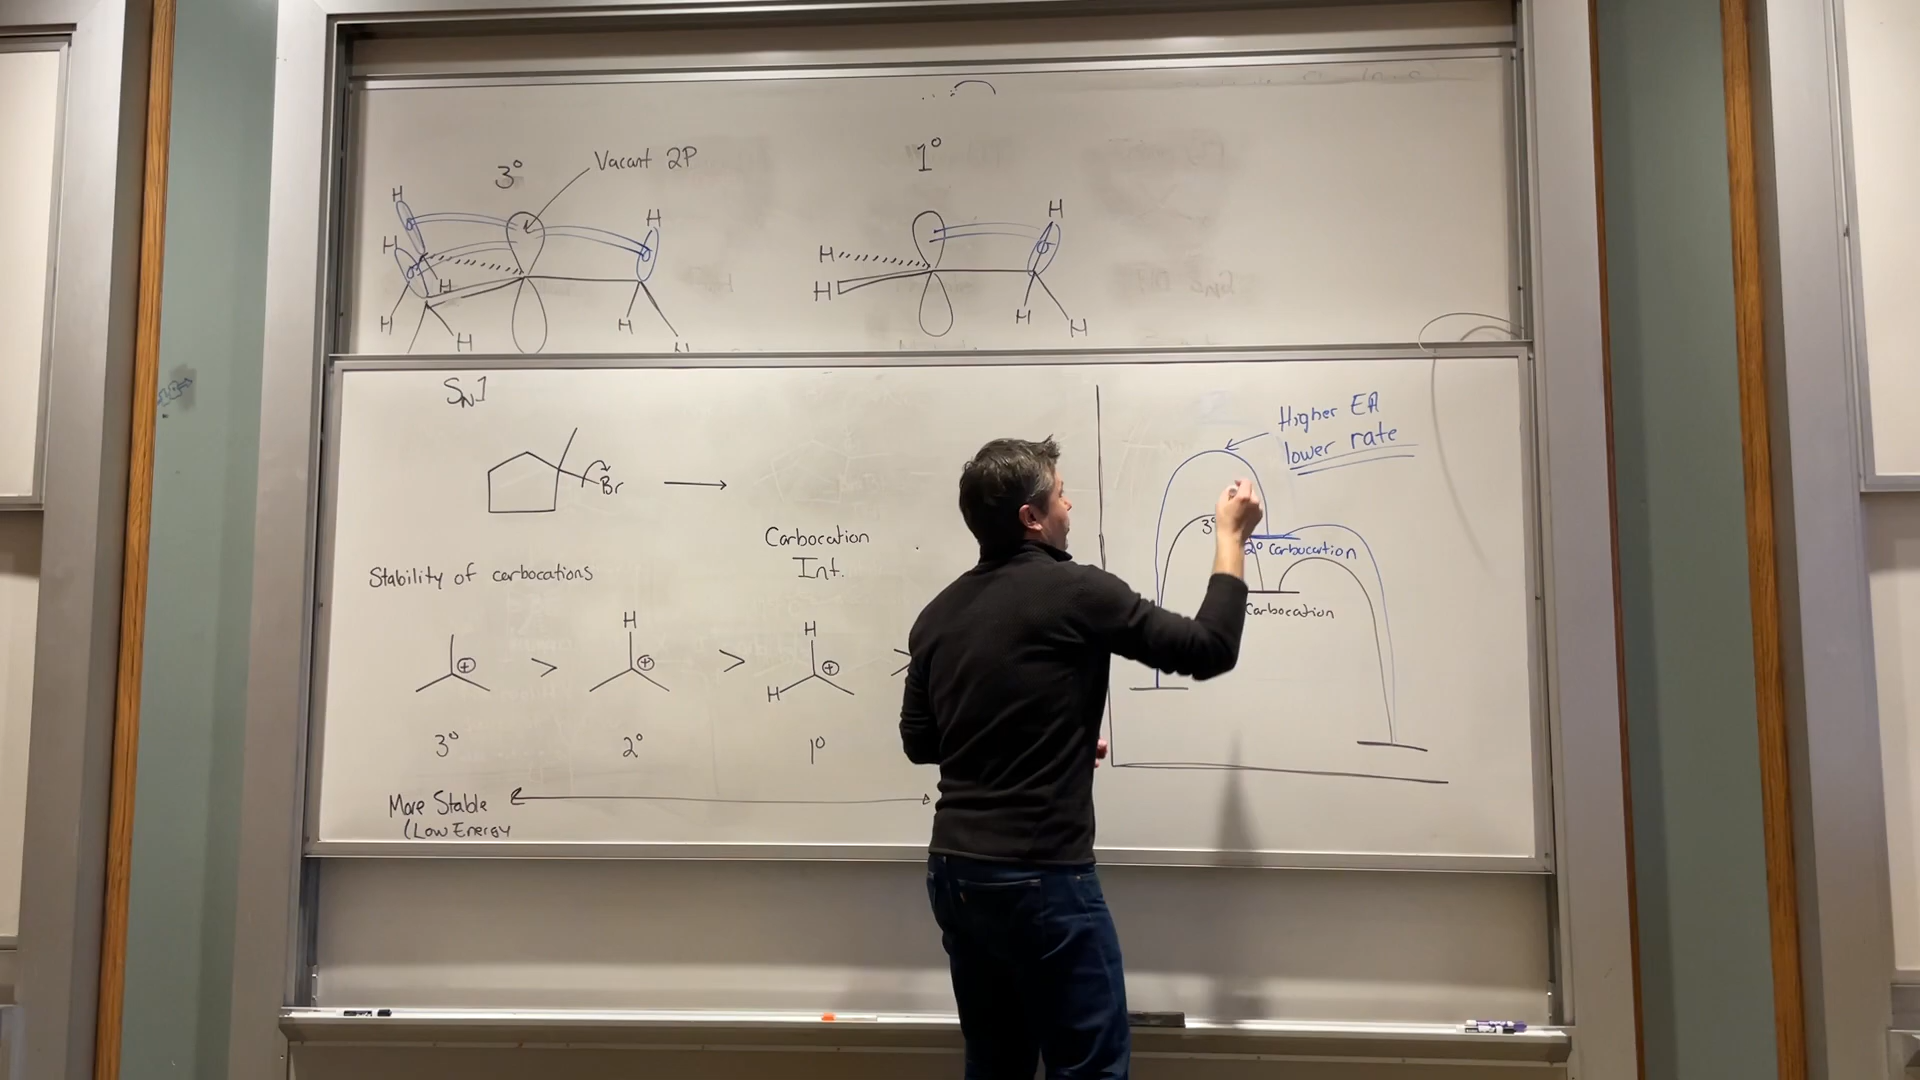 3°
Vacant 2P
1°
H
H
H
H
H
H
H
H
H
H
H
H
SN1
Br
Higher EA
lower rate
3°
2° Carbocation
Carbocation
Carbocation
Int.
Stability of carbocations
H
H
+ > + > + >
H
3° 2° 1°
More Stable
(Low Energy